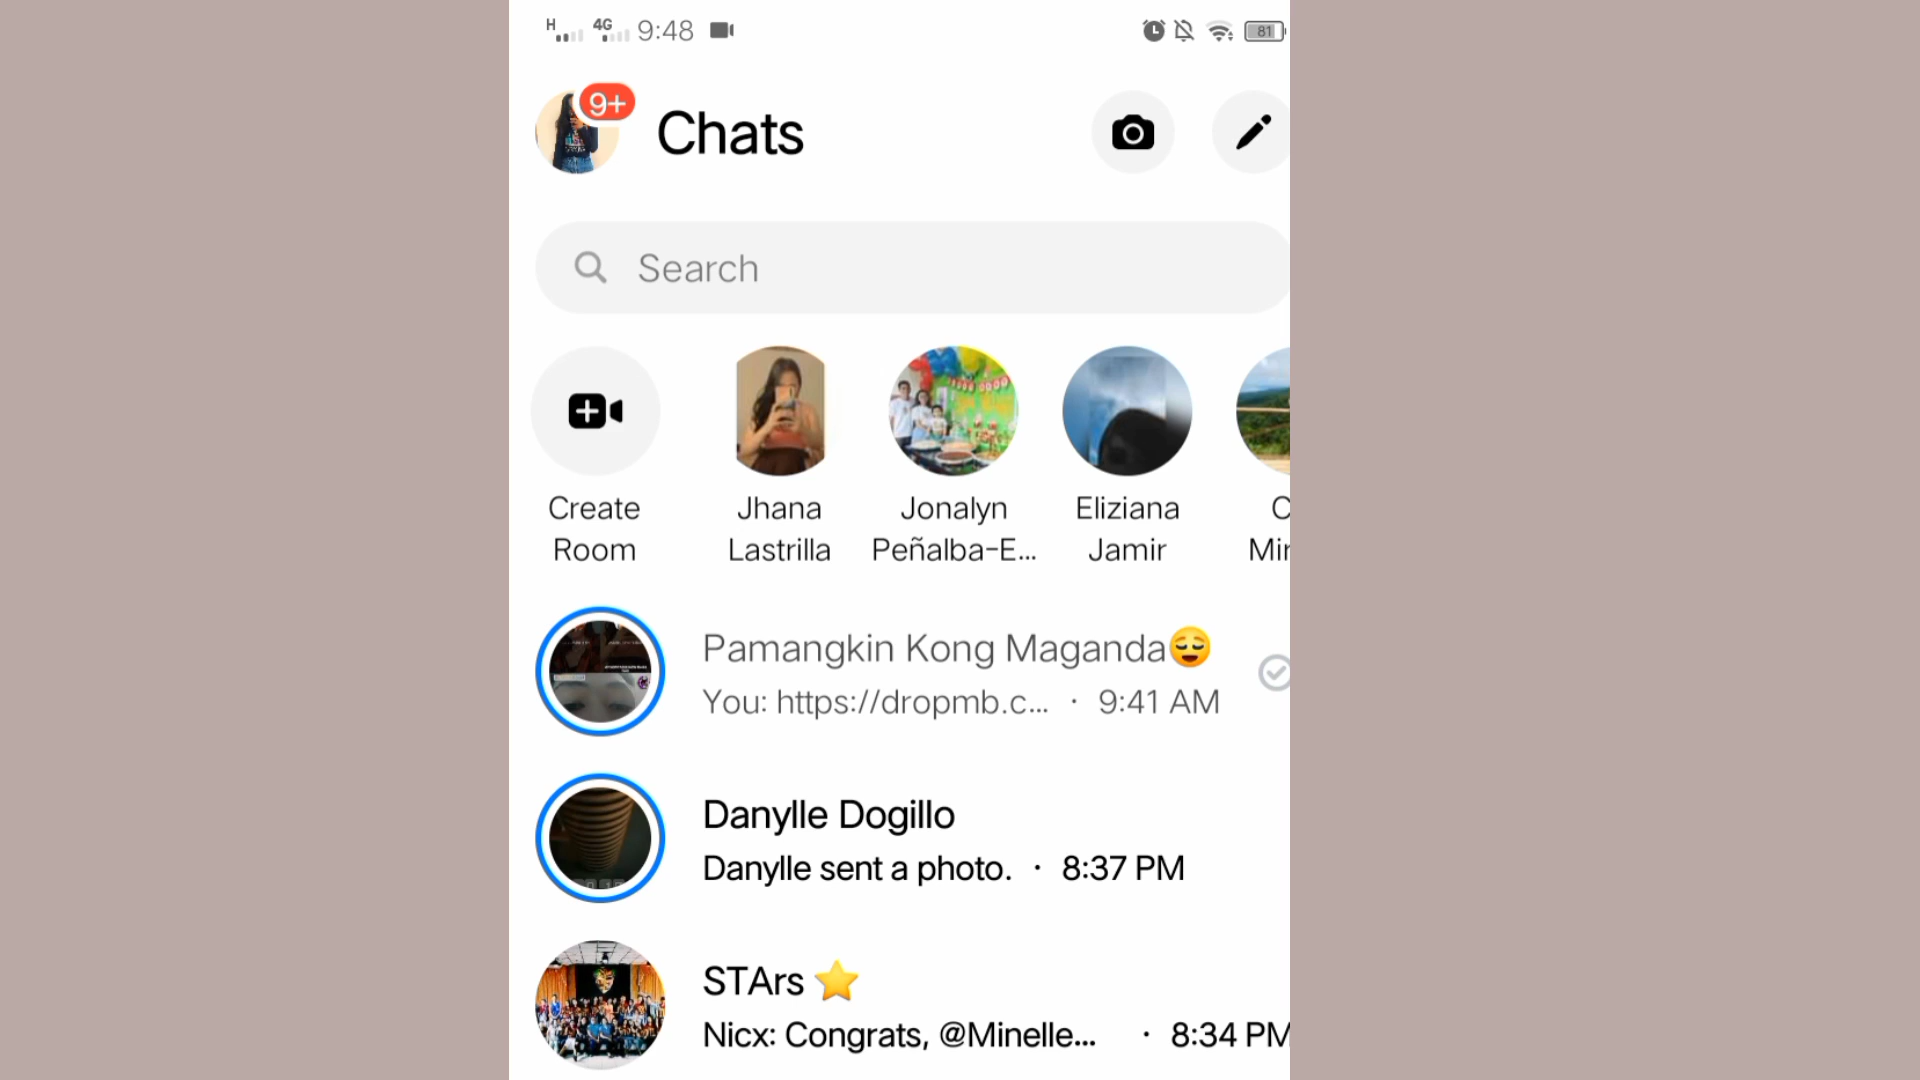 H 4G 9:48 81
9+
Chats
Search
Create Room
Jhana Lastrilla
Jonalyn Peñalba-E...
Eliziana Jamir
C
Mir
Pamangkin Kong Maganda😌
You: https://dropmb.c... · 9:41 AM
Danylle Dogillo
Danylle sent a photo. · 8:37 PM
STArs ⭐
Nicx: Congrats, @Minelle... · 8:34 PM